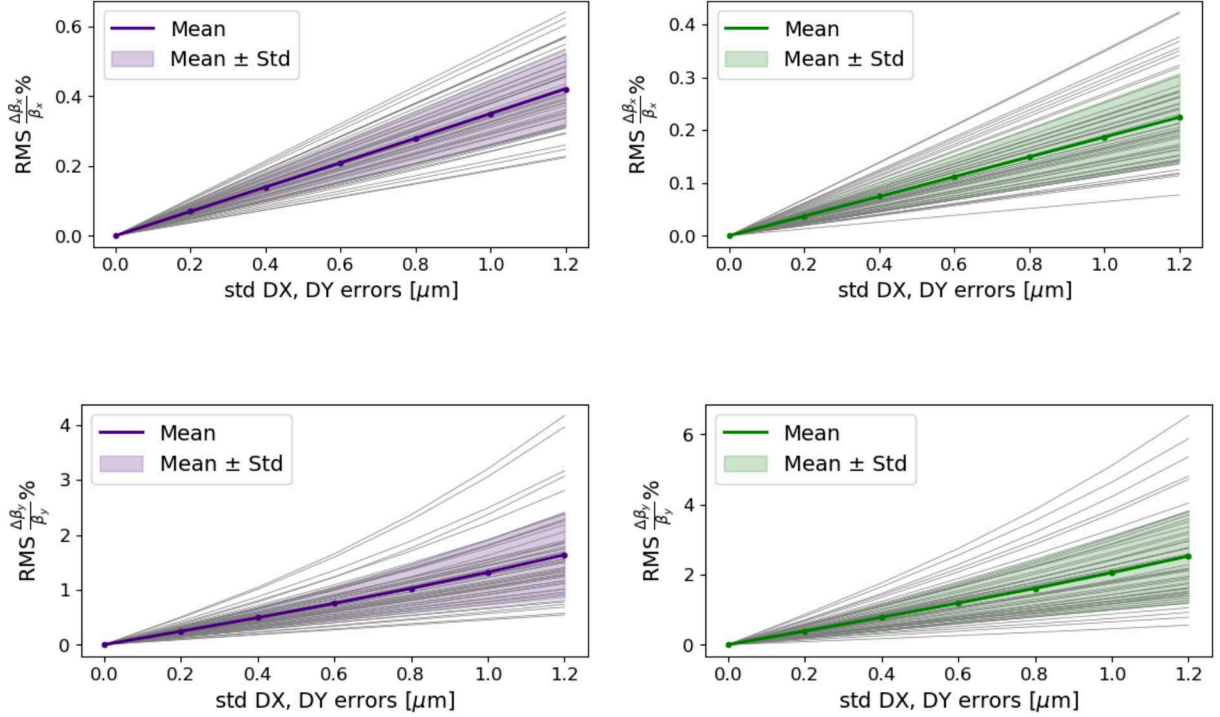 0.6
0.4
0.2
0.0
RMS Δβx/βx %
Mean
Mean ± Std
0.0 0.2 0.4 0.6 0.8 1.0 1.2
std DX, DY errors [μm]
0.4
0.3
0.2
0.1
0.0
RMS Δβx/βx %
Mean
Mean ± Std
0.0 0.2 0.4 0.6 0.8 1.0 1.2
std DX, DY errors [μm]
4
3
2
1
0
RMS Δβy/βy %
Mean
Mean ± Std
0.0 0.2 0.4 0.6 0.8 1.0 1.2
std DX, DY errors [μm]
6
4
2
0
RMS Δβy/βy %
Mean
Mean ± Std
0.0 0.2 0.4 0.6 0.8 1.0 1.2
std DX, DY errors [μm]